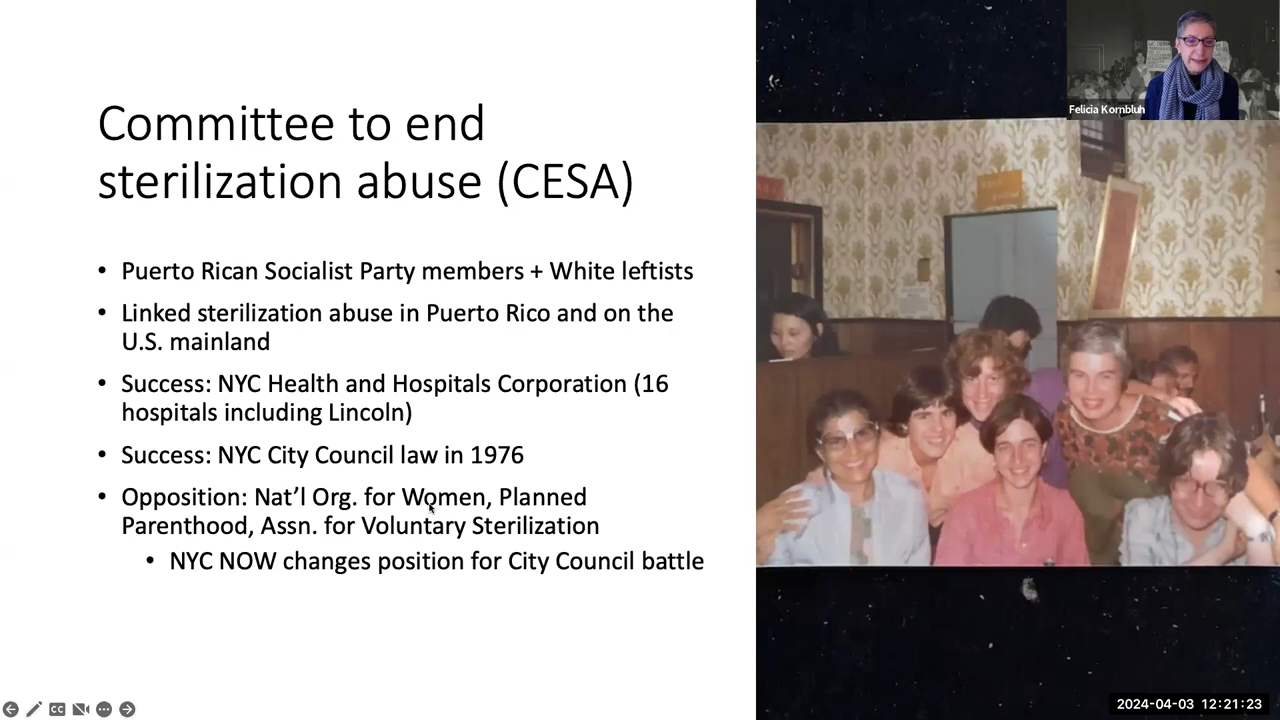 Committee to end
sterilization abuse (CESA)
• Puerto Rican Socialist Party members + White leftists
• Linked sterilization abuse in Puerto Rico and on the
U.S. mainland
• Success: NYC Health and Hospitals Corporation (16
hospitals including Lincoln)
• Success: NYC City Council law in 1976
• Opposition: Nat’l Org. for Women, Planned
Parenthood, Assn. for Voluntary Sterilization
• NYC NOW changes position for City Council battle
Felicia Kornbluh
CC
2024-04-03 12:21:23